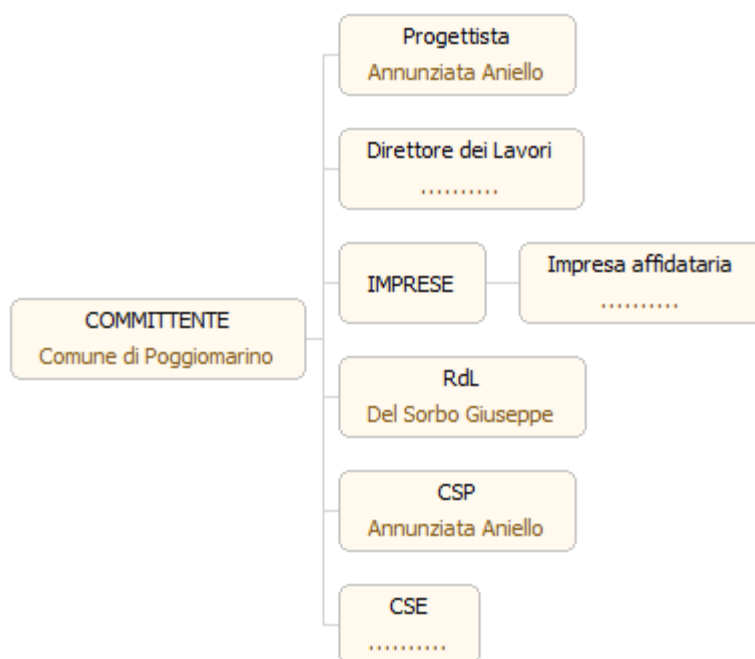 Progettista
Annunziata Aniello
Direttore dei Lavori
..........
IMPRESE
Impresa affidataria
..........
COMMITTENTE
Comune di Poggiomarino
RdL
Del Sorbo Giuseppe
CSP
Annunziata Aniello
CSE
..........